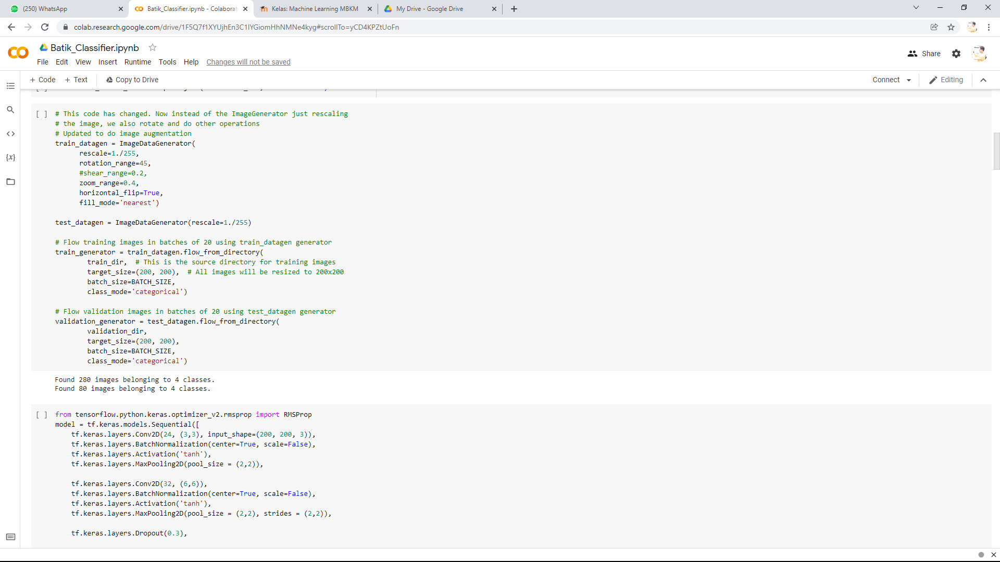 (250) WhatsApp
Batik_Classifier.ipynb - Colaborat
Kelas: Machine Learning MBKM
My Drive - Google Drive
colab.research.google.com/drive/1F5Q7f1XYUjhEn3C1lYGiomHhNMNe4kyg#scrollTo=yCD4KPZtUoFn
Batik_Classifier.ipynb
File Edit View Insert Runtime Tools Help Changes will not be saved
Share
+ Code + Text Copy to Drive
Connect Editing
[ ] # This code has changed. Now instead of the ImageGenerator just rescaling
# the image, we also rotate and do other operations
# Updated to do image augmentation
train_datagen = ImageDataGenerator(
rescale=1./255,
rotation_range=45,
#shear_range=0.2,
zoom_range=0.4,
horizontal_flip=True,
fill_mode='nearest')
test_datagen = ImageDataGenerator(rescale=1./255)
# Flow training images in batches of 20 using train_datagen generator
train_generator = train_datagen.flow_from_directory(
train_dir,  # This is the source directory for training images
target_size=(200, 200),  # All images will be resized to 200x200
batch_size=BATCH_SIZE,
class_mode='categorical')
# Flow validation images in batches of 20 using test_datagen generator
validation_generator = test_datagen.flow_from_directory(
validation_dir,
target_size=(200, 200),
batch_size=BATCH_SIZE,
class_mode='categorical')
Found 280 images belonging to 4 classes.
Found 80 images belonging to 4 classes.
[ ] from tensorflow.python.keras.optimizer_v2.rmsprop import RMSProp
model = tf.keras.models.Sequential([
tf.keras.layers.Conv2D(24, (3,3), input_shape=(200, 200, 3)),
tf.keras.layers.BatchNormalization(center=True, scale=False),
tf.keras.layers.Activation('tanh'),
tf.keras.layers.MaxPooling2D(pool_size = (2,2)),
tf.keras.layers.Conv2D(32, (6,6)),
tf.keras.layers.BatchNormalization(center=True, scale=False),
tf.keras.layers.Activation('tanh'),
tf.keras.layers.MaxPooling2D(pool_size = (2,2), strides = (2,2)),
tf.keras.layers.Dropout(0.3),